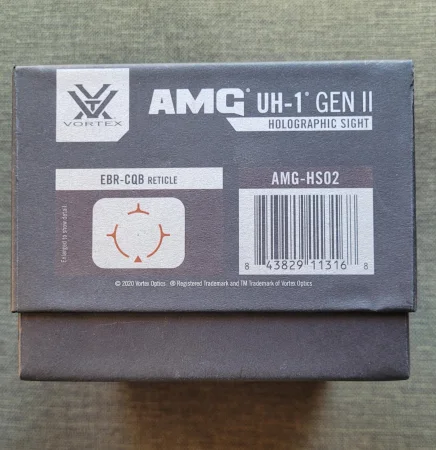 VORTEX
AMG® UH-1® GEN II
HOLOGRAPHIC SIGHT
EBR-CQB RETICLE
AMG-HS02
Enlarged to show detail
8 43829 11316 8
© 2020 Vortex Optics ® Registered Trademark and TM Trademark of Vortex Optics